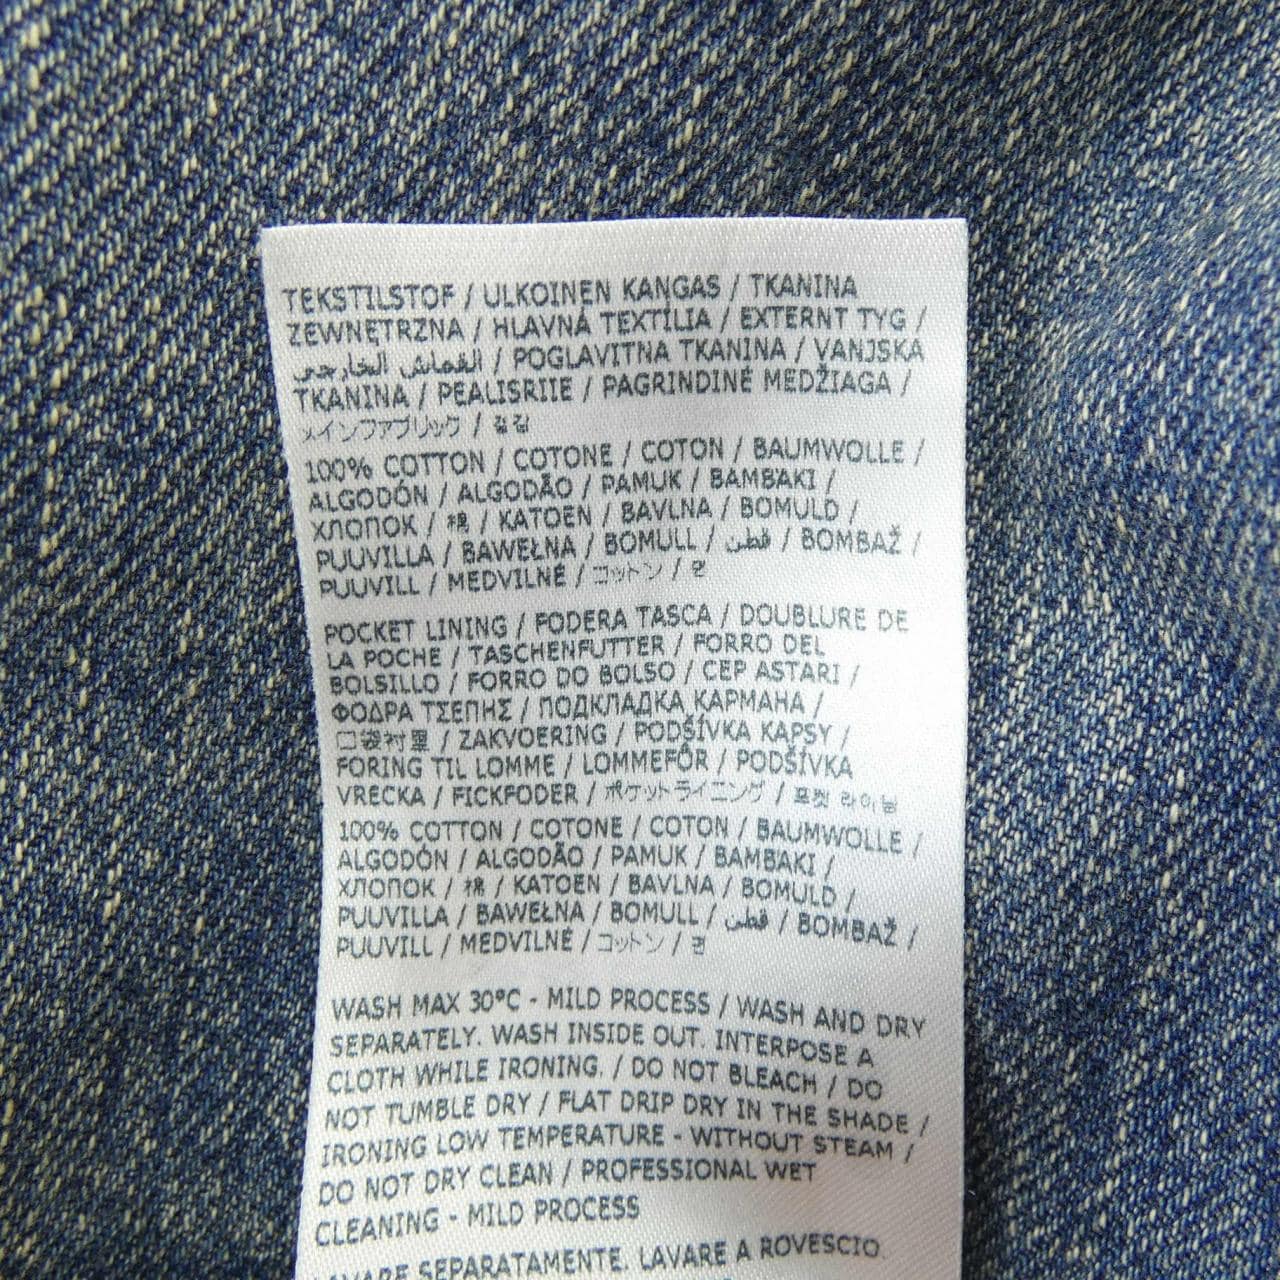 TEKSTILSTOF / ULKOINEN KANGAS / TKANINA
ZEWNĘTRZNA / HLAVNÁ TEXTÍLIA / EXTERNT TYG /
القماش الخارجي / POGLAVITNA TKANINA / VANJSKA
TKANINA / PEALISRIIE / PAGRINDINĖ MEDŽIAGA /
メインファブリック / 겉감
100% COTTON / COTONE / COTON / BAUMWOLLE /
ALGODÓN / ALGODÃO / PAMUK / ΒΑΜΒΑΚΙ /
ХЛОПОК / 棉 / KATOEN / BAVLNA / BOMULD /
PUUVILLA / BAWEŁNA / BOMULL / قطن / BOMBAŽ /
PUUVILL / MEDVILNĖ / コットン / 면
POCKET LINING / FODERA TASCA / DOUBLURE DE
LA POCHE / TASCHENFUTTER / FORRO DEL
BOLSILLO / FORRO DO BOLSO / CEP ASTARI /
ΦΟΔΡΑ ΤΣΕΠΗΣ / ПОДКЛАДКА КАРМАНА /
口袋衬里 / ZAKVOERING / PODŠÍVKA KAPSY /
FORING TIL LOMME / LOMMEFÔR / PODŠÍVKA
VRECKA / FICKFODER / ポケットライニング / 포켓 라이닝
100% COTTON / COTONE / COTON / BAUMWOLLE /
ALGODÓN / ALGODÃO / PAMUK / ΒΑΜΒΑΚΙ /
ХЛОПОК / 棉 / KATOEN / BAVLNA / BOMULD /
PUUVILLA / BAWEŁNA / BOMULL / قطن / BOMBAŽ /
PUUVILL / MEDVILNĖ / コットン / 면
WASH MAX 30°C - MILD PROCESS / WASH AND DRY
SEPARATELY. WASH INSIDE OUT. INTERPOSE A
CLOTH WHILE IRONING. / DO NOT BLEACH / DO
NOT TUMBLE DRY / FLAT DRIP DRY IN THE SHADE /
IRONING LOW TEMPERATURE - WITHOUT STEAM /
DO NOT DRY CLEAN / PROFESSIONAL WET
CLEANING - MILD PROCESS
LAVARE SEPARATAMENTE. LAVARE A ROVESCIO.